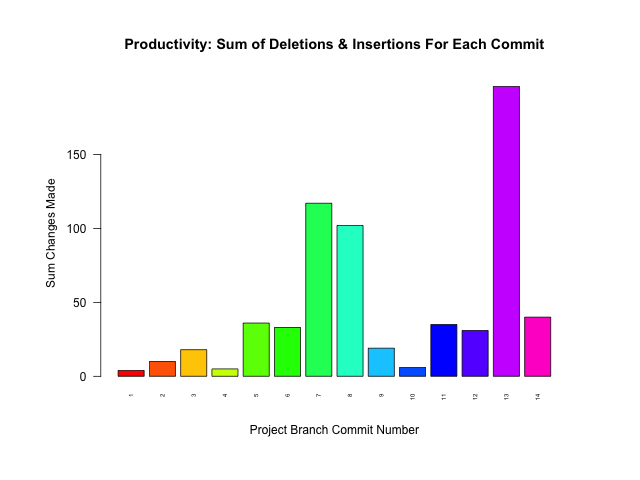 Productivity: Sum of Deletions & Insertions For Each Commit
Sum Changes Made
150
100
50
0
1 2 3 4 5 6 7 8 9 10 11 12 13 14
Project Branch Commit Number